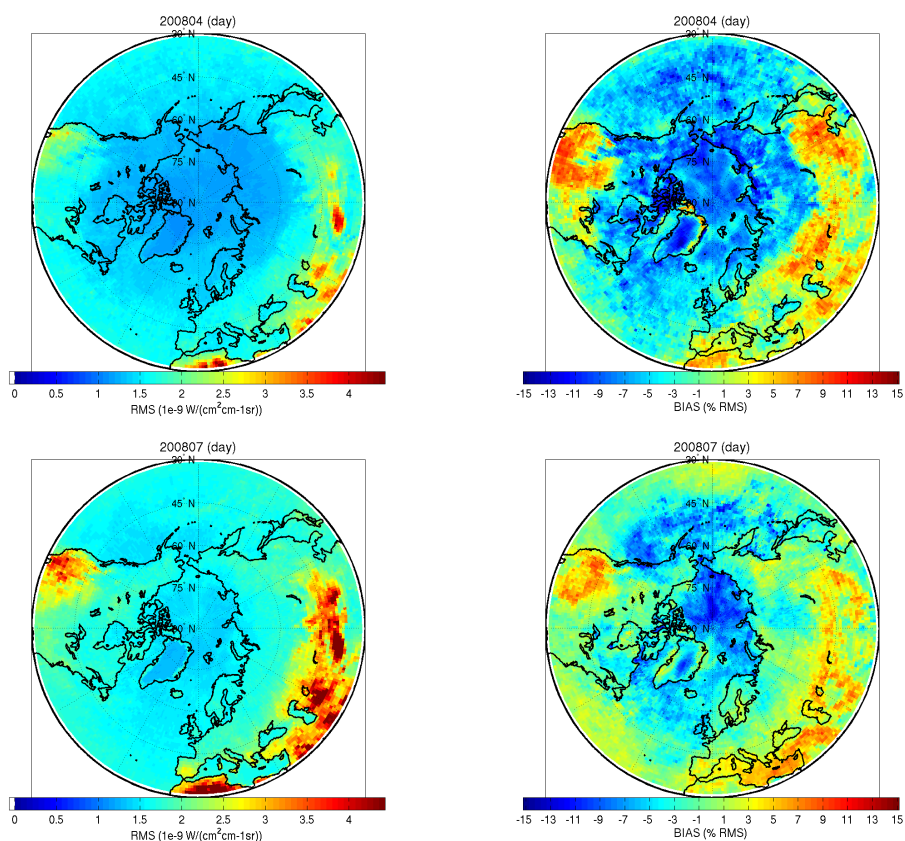 200804 (day)
30° N
45° N
60° N
75° N
90° N
0 0.5 1 1.5 2 2.5 3 3.5 4
RMS (1e-9 W/(cm²cm-1sr))
200804 (day)
30° N
45° N
60° N
75° N
90° N
-15 -13 -11 -9 -7 -5 -3 -1 1 3 5 7 9 11 13 15
BIAS (% RMS)
200807 (day)
30° N
45° N
60° N
75° N
90° N
0 0.5 1 1.5 2 2.5 3 3.5 4
RMS (1e-9 W/(cm²cm-1sr))
200807 (day)
30° N
45° N
60° N
75° N
90° N
-15 -13 -11 -9 -7 -5 -3 -1 1 3 5 7 9 11 13 15
BIAS (% RMS)